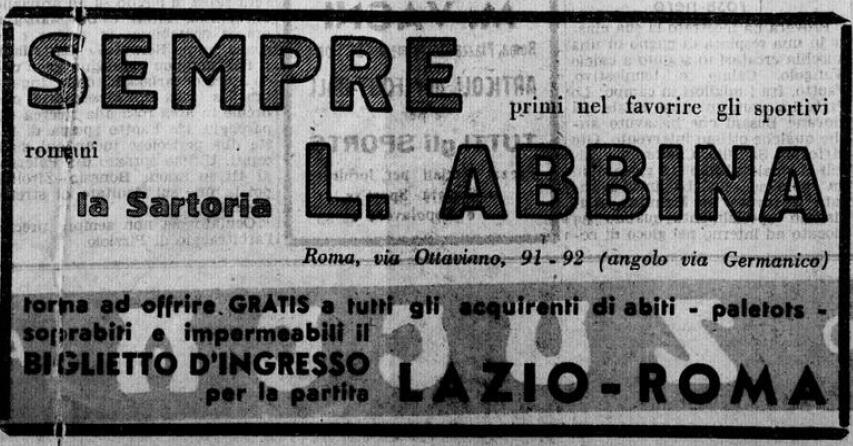 SEMPRE
primi nel favorire gli sportivi
romani
la Sartoria L. ABBINA
Roma, via Ottaviano, 91-92 (angolo via Germanico)
torna ad offrire GRATIS a tutti gli acquirenti di abiti - paletots -
soprabiti e impermeabili il
BIGLIETTO D'INGRESSO
per la partita LAZIO-ROMA